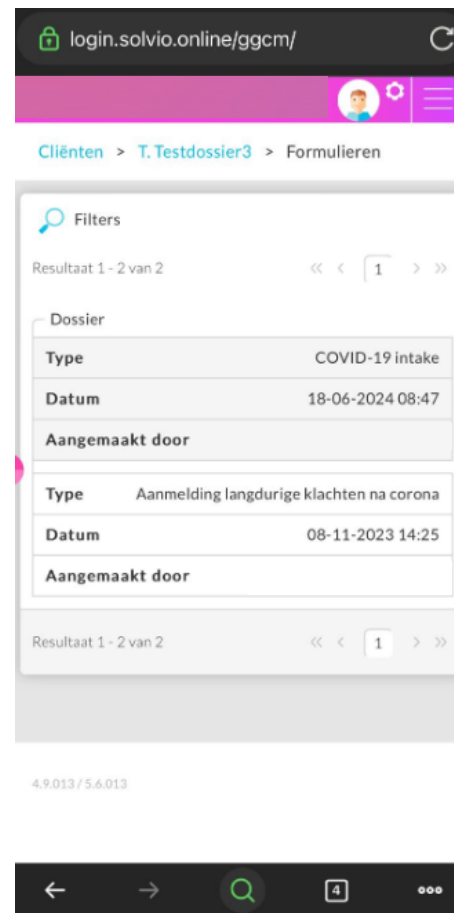 login.solvio.online/ggcm/
Cliënten > T. Testdossier3 > Formulieren
Filters
Resultaat 1 - 2 van 2 « < 1 > »
Dossier
Type COVID-19 intake
Datum 18-06-2024 08:47
Aangemaakt door
Type Aanmelding langdurige klachten na corona
Datum 08-11-2023 14:25
Aangemaakt door
Resultaat 1 - 2 van 2 « < 1 > »
4.9.013 / 5.6.013
4